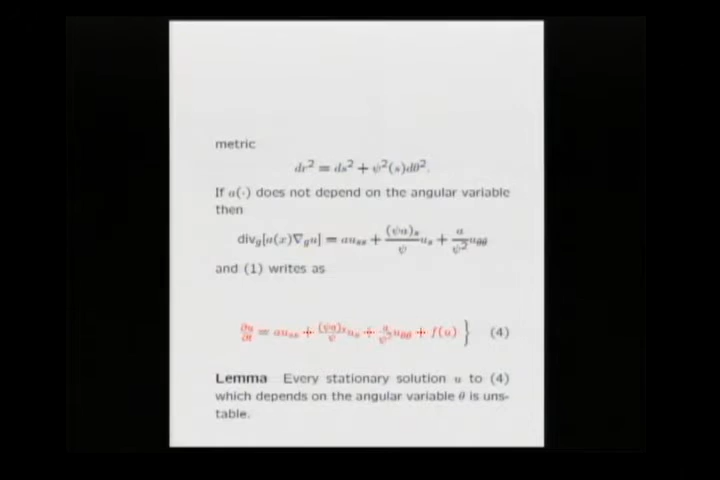 metric
dr² = ds² + ψ²(s)dθ².
If a(·) does not depend on the angular variable
then
div_g[a(x)∇_g u] = au_ss + (ψa)_s/ψ u_s + a/ψ² u_θθ
and (1) writes as
∂u/∂t = au_ss + (ψa)_s/ψ u_s + a/ψ² u_θθ + f(u) } (4)
Lemma Every stationary solution u to (4)
which depends on the angular variable θ is uns-
table.